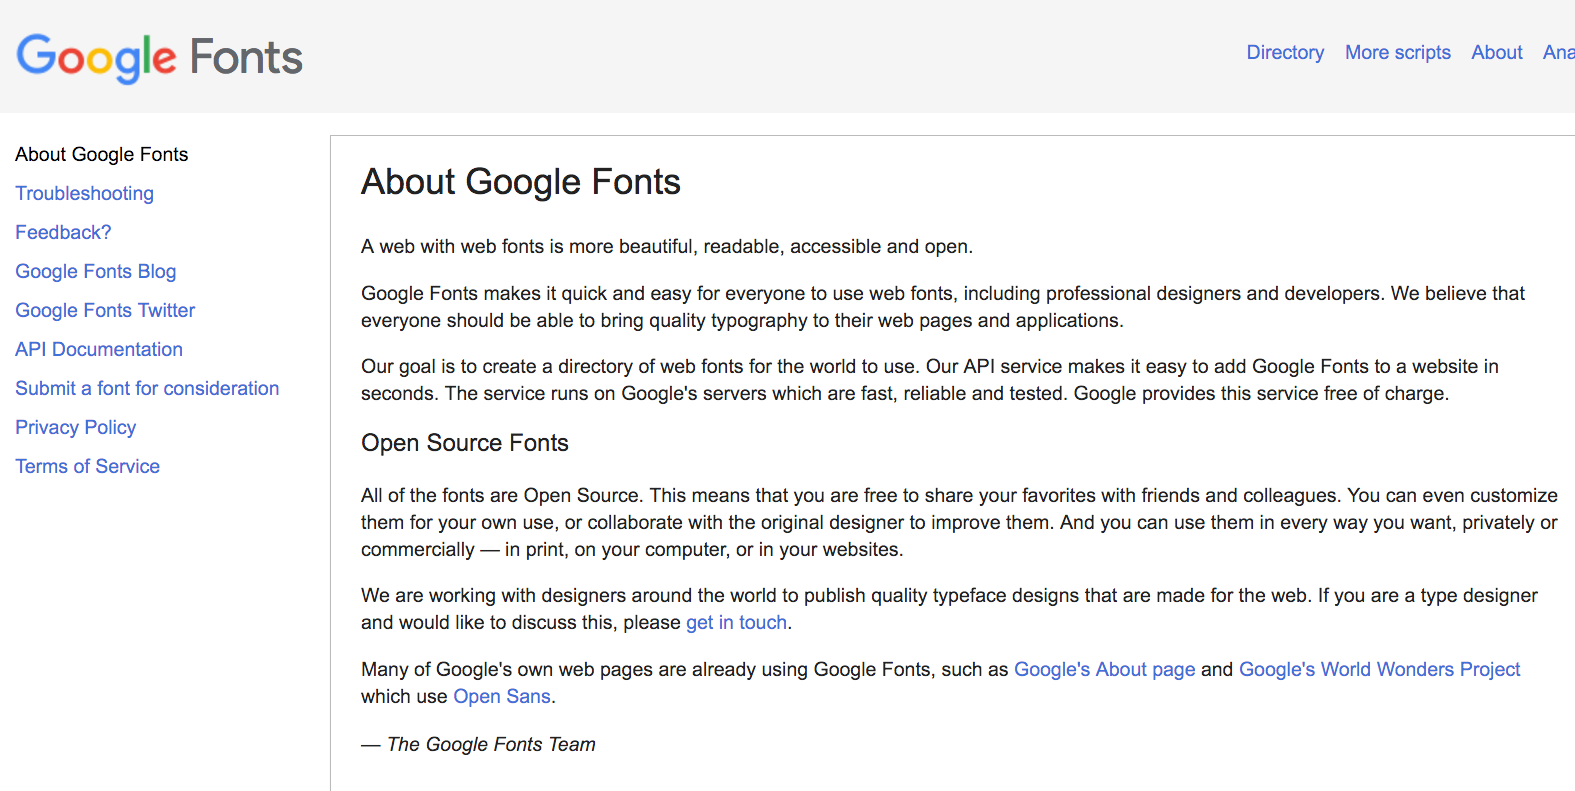 Google Fonts
Directory More scripts About
About Google Fonts
Troubleshooting
Feedback?
Google Fonts Blog
Google Fonts Twitter
API Documentation
Submit a font for consideration
Privacy Policy
Terms of Service
About Google Fonts
A web with web fonts is more beautiful, readable, accessible and open.
Google Fonts makes it quick and easy for everyone to use web fonts, including professional designers and developers. We believe that
everyone should be able to bring quality typography to their web pages and applications.
Our goal is to create a directory of web fonts for the world to use. Our API service makes it easy to add Google Fonts to a website in
seconds. The service runs on Google's servers which are fast, reliable and tested. Google provides this service free of charge.
Open Source Fonts
All of the fonts are Open Source. This means that you are free to share your favorites with friends and colleagues. You can even customize
them for your own use, or collaborate with the original designer to improve them. And you can use them in every way you want, privately or
commercially — in print, on your computer, or in your websites.
We are working with designers around the world to publish quality typeface designs that are made for the web. If you are a type designer
and would like to discuss this, please get in touch.
Many of Google's own web pages are already using Google Fonts, such as Google's About page and Google's World Wonders Project
which use Open Sans.
— The Google Fonts Team